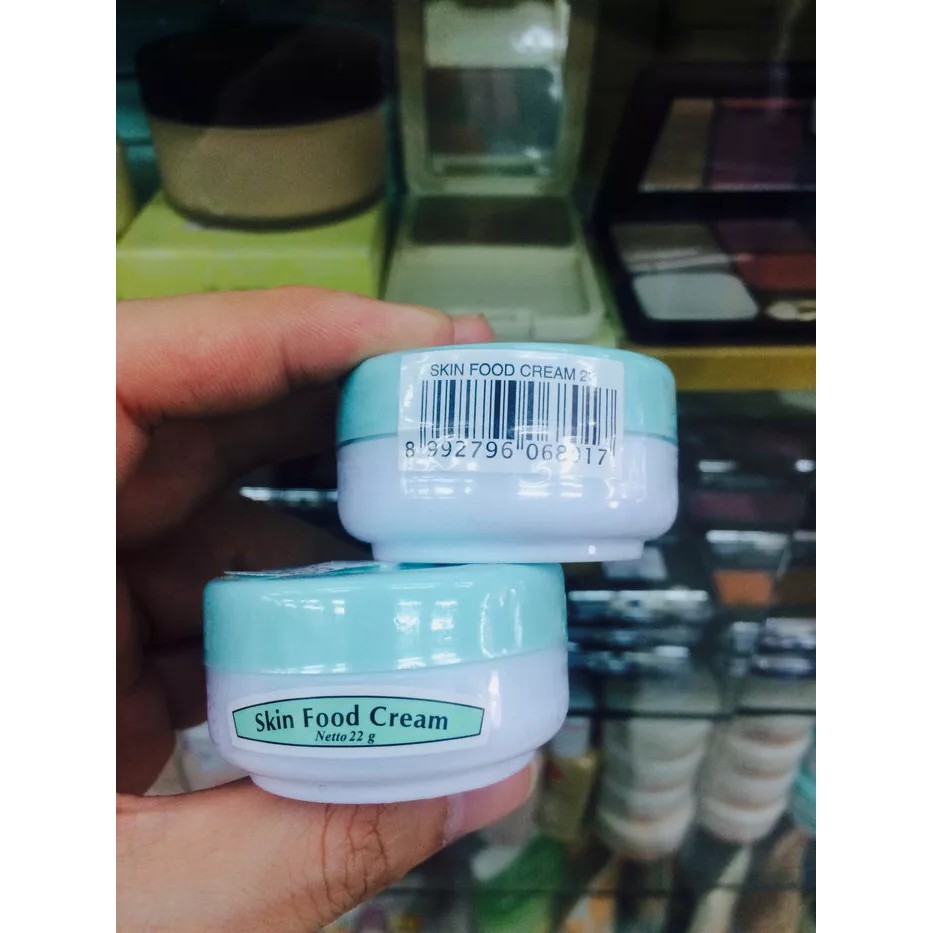 SKIN FOOD CREAM
8 992796 068017
Skin Food Cream
Netto 22 g